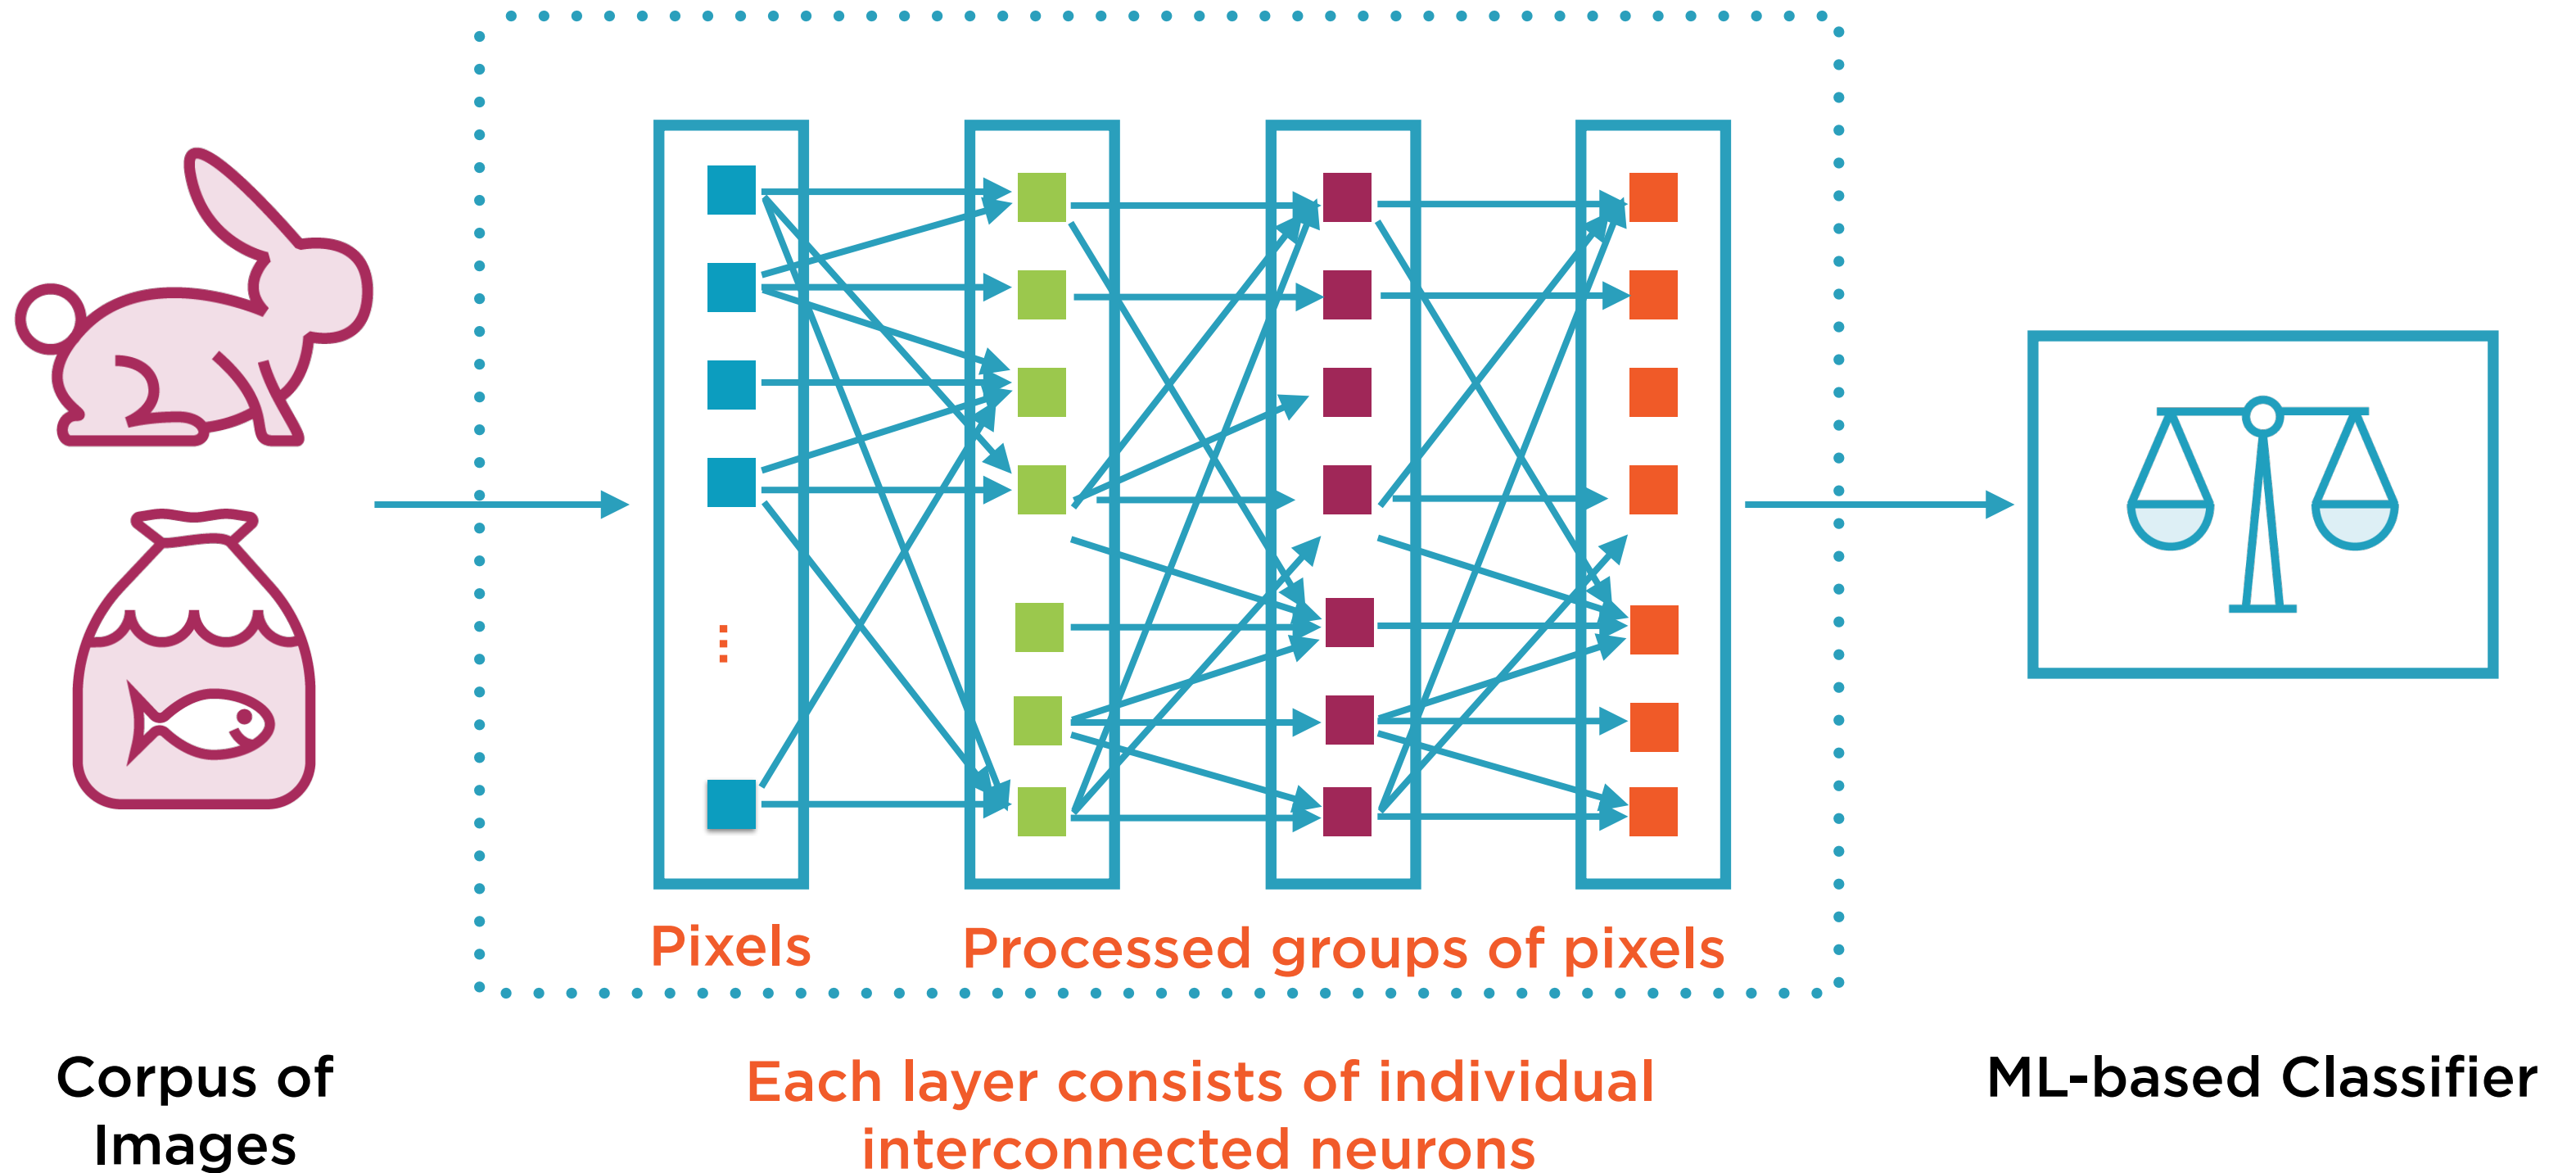 Pixels
Processed groups of pixels
Corpus of
Images
Each layer consists of individual
interconnected neurons
ML-based Classifier